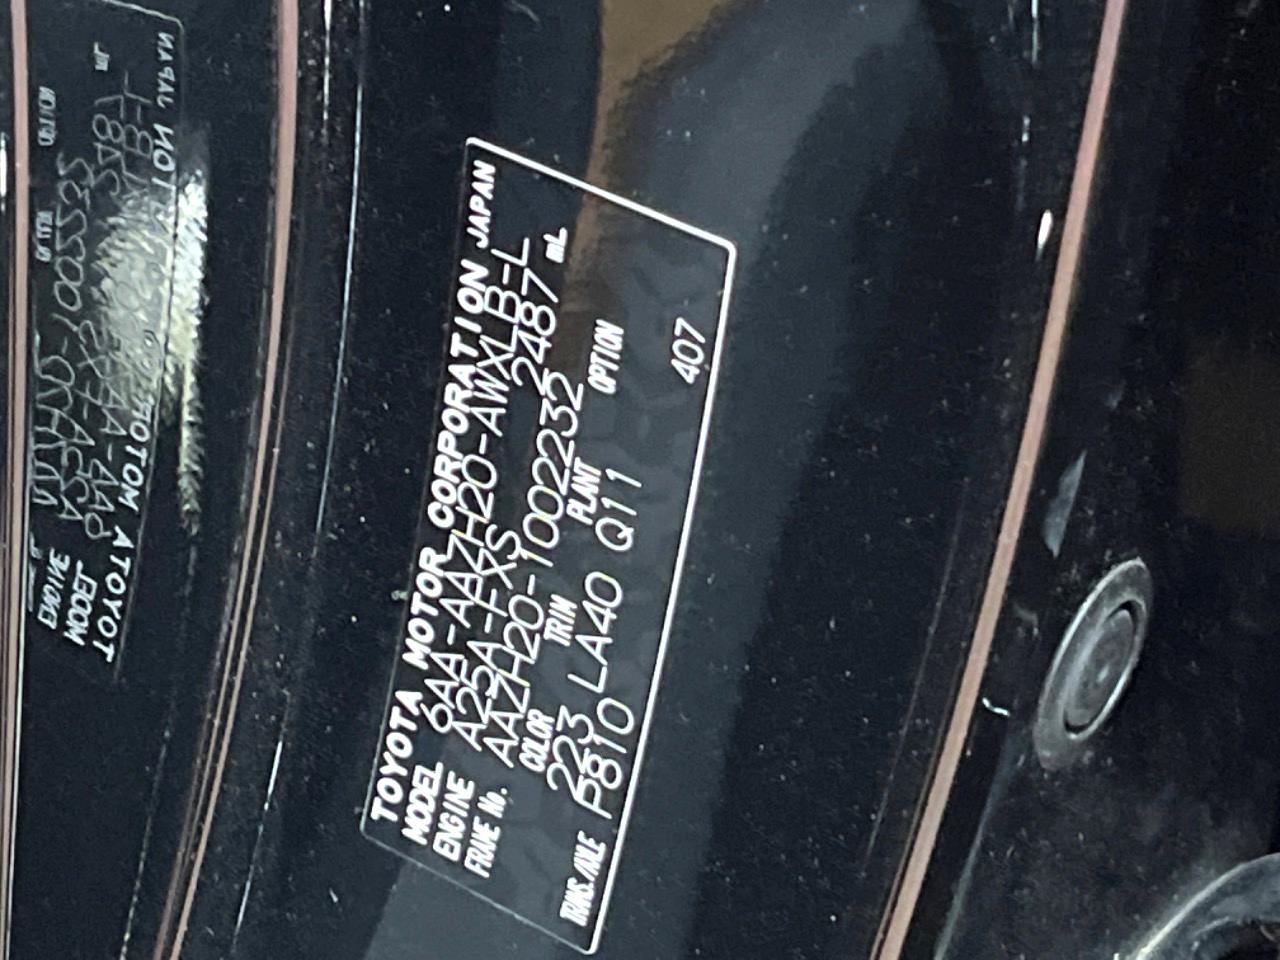 TOYOTA MOTOR CORPORATION JAPAN
MODEL 6AA-AAZH20-AWXLB-L
ENGINE A25A-FXS 2487 mL
FRAME No. AAZH20-1002232
COLOR TRIM PLANT OPTION
223 LA40 Q11
TRANS./AXLE P810 407